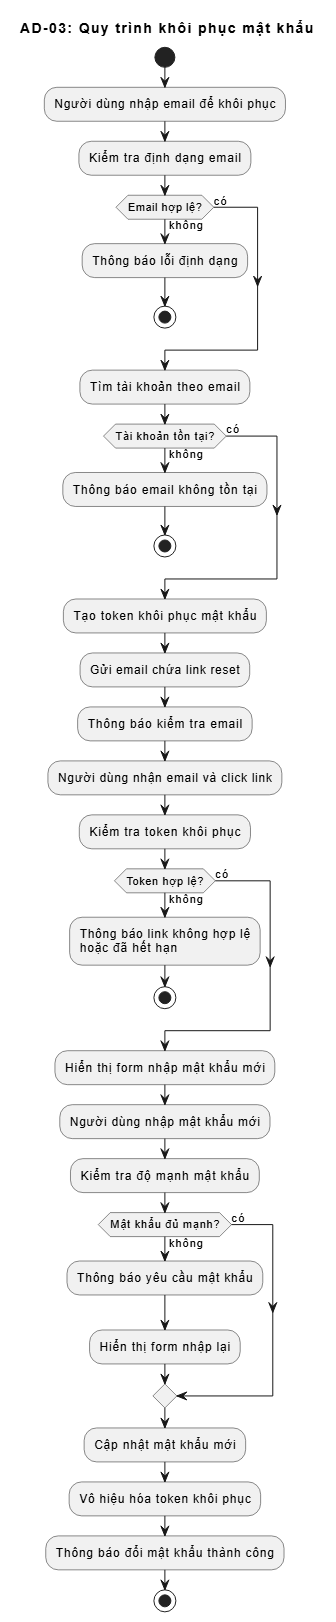 AD-03: Quy trình khôi phục mật khẩu
Người dùng nhập email để khôi phục
Kiểm tra định dạng email
Email hợp lệ?
có
không
Thông báo lỗi định dạng
Tìm tài khoản theo email
Tài khoản tồn tại?
có
không
Thông báo email không tồn tại
Tạo token khôi phục mật khẩu
Gửi email chứa link reset
Thông báo kiểm tra email
Người dùng nhận email và click link
Kiểm tra token khôi phục
Token hợp lệ?
có
không
Thông báo link không hợp lệ
hoặc đã hết hạn
Hiển thị form nhập mật khẩu mới
Người dùng nhập mật khẩu mới
Kiểm tra độ mạnh mật khẩu
Mật khẩu đủ mạnh?
có
không
Thông báo yêu cầu mật khẩu
Hiển thị form nhập lại
Cập nhật mật khẩu mới
Vô hiệu hóa token khôi phục
Thông báo đổi mật khẩu thành công